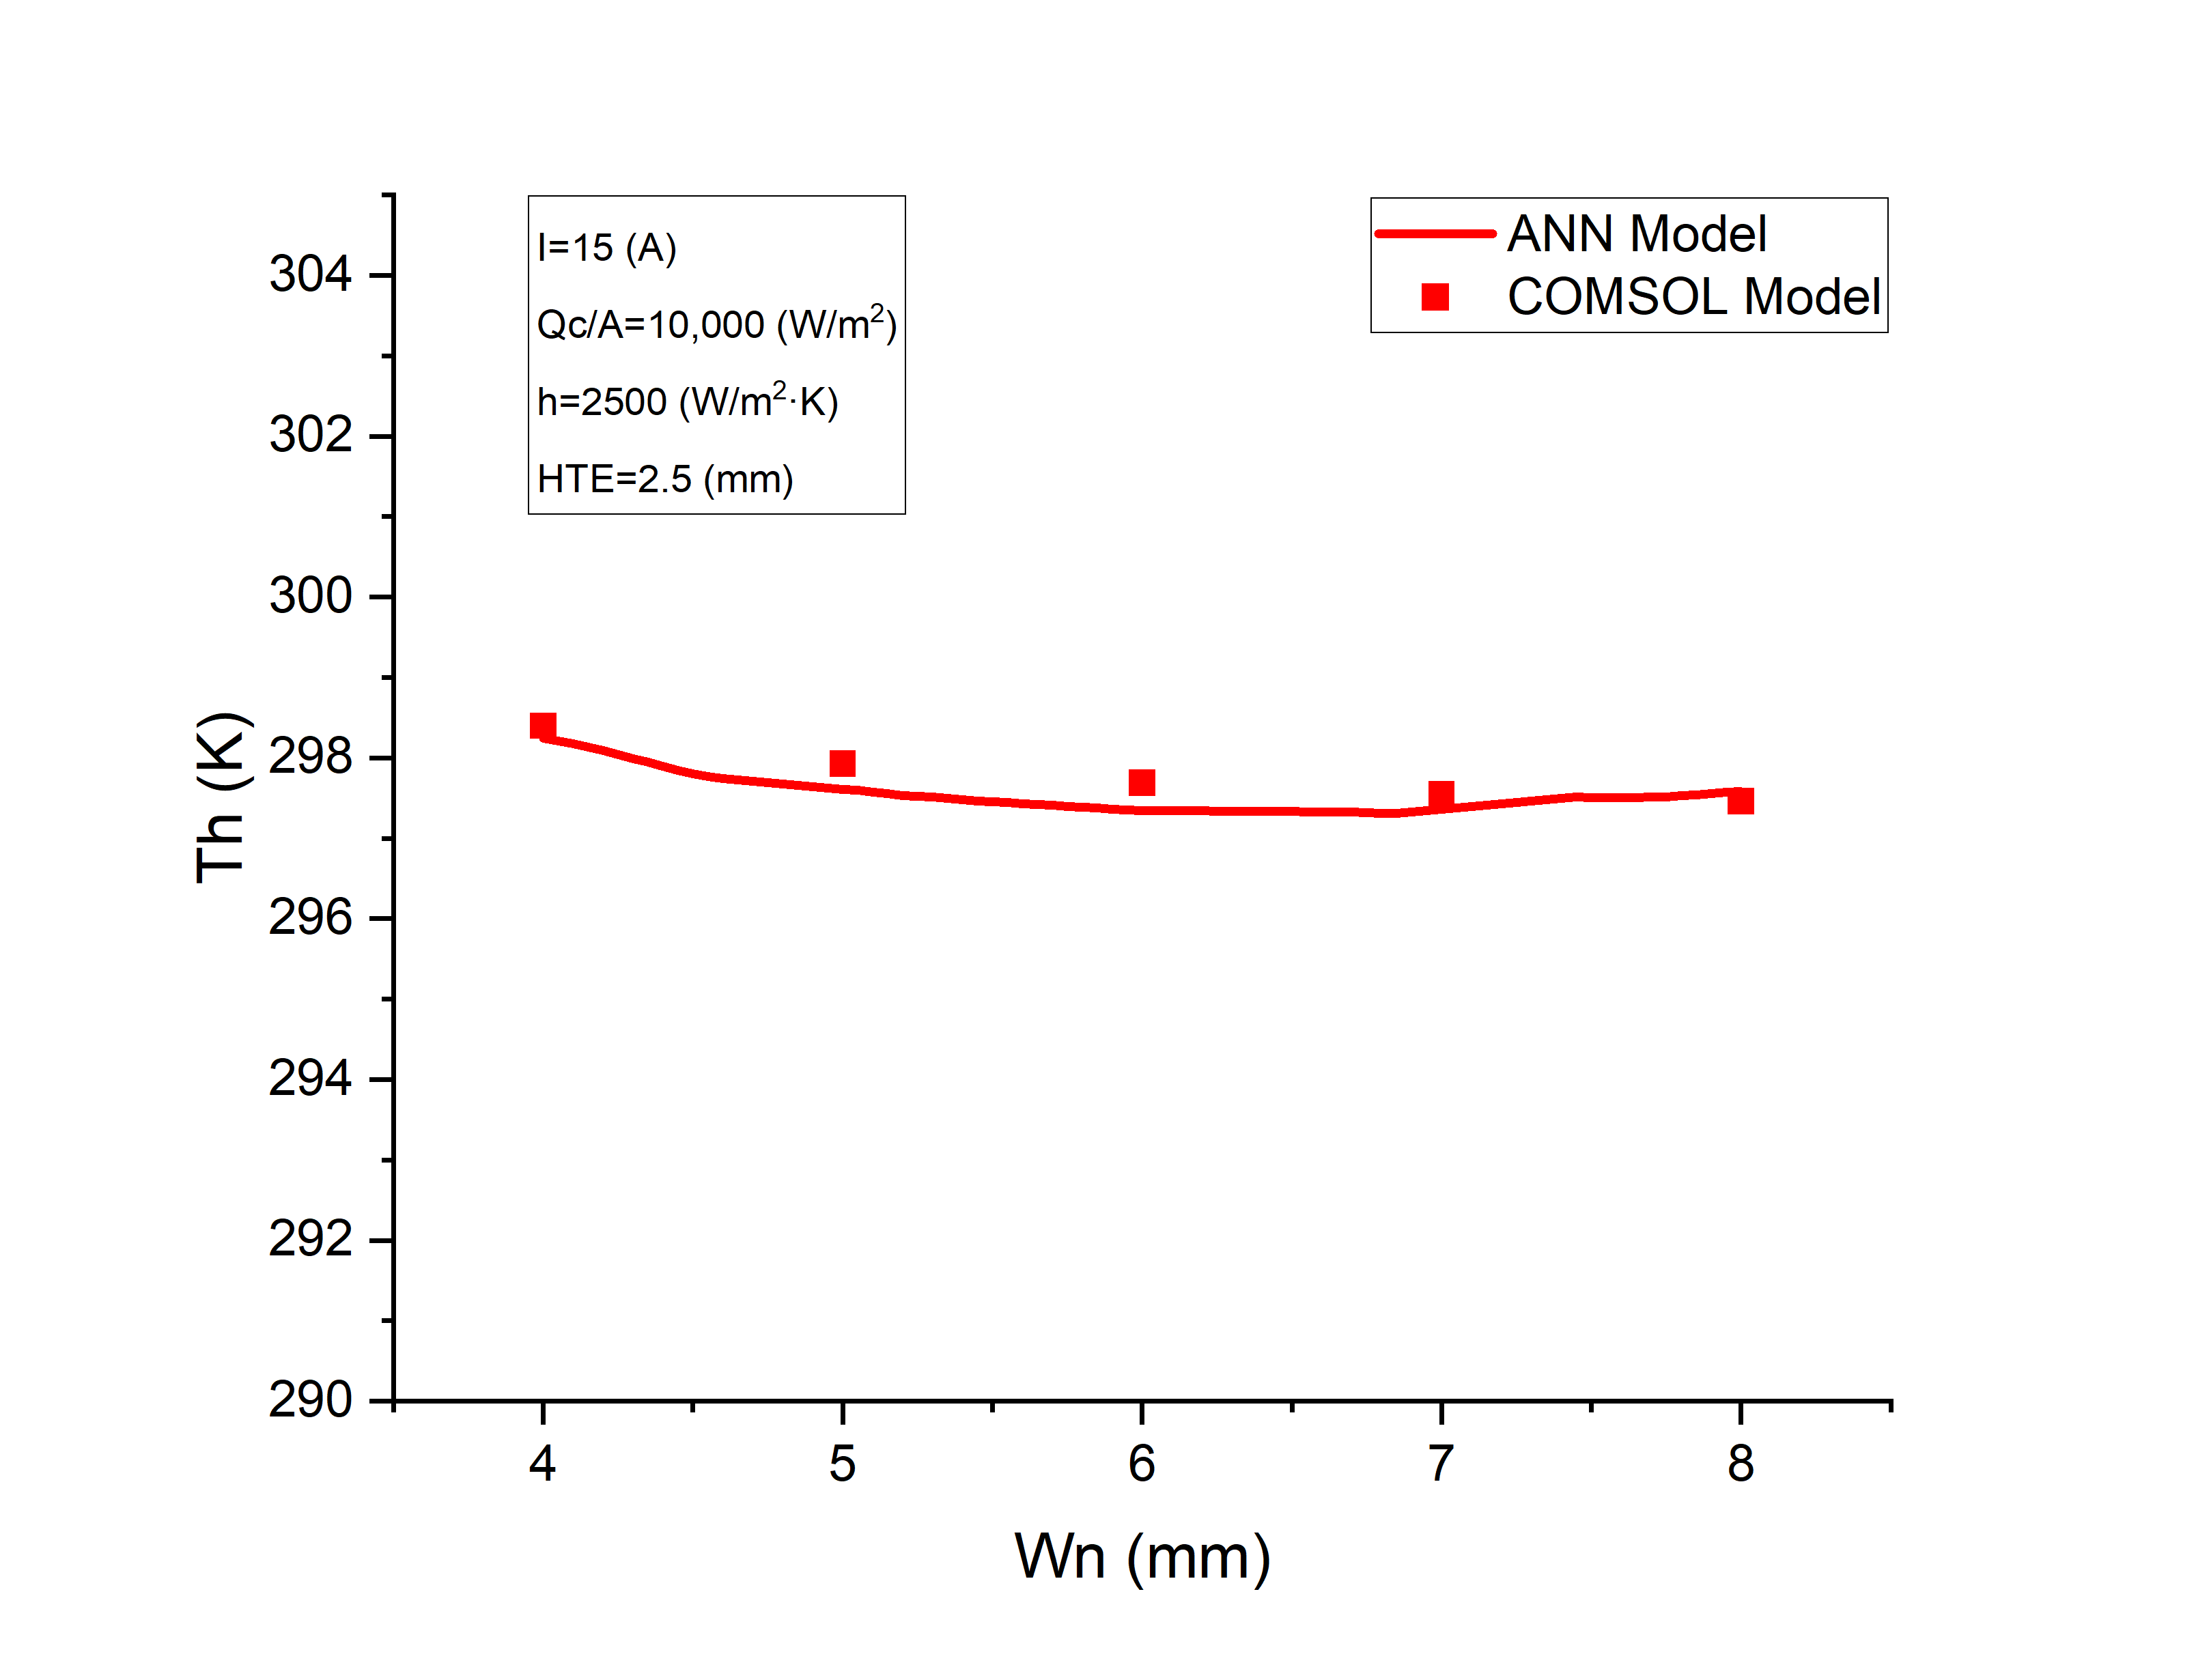 I=15 (A)
Qc/A=10,000 (W/m²)
h=2500 (W/m²·K)
HTE=2.5 (mm)
ANN Model
COMSOL Model
304
302
300
298
296
294
292
290
Th (K)
4 5 6 7 8
Wn (mm)